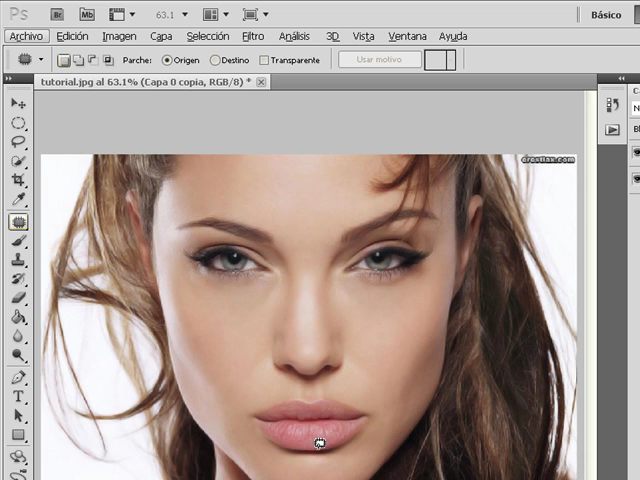 Ps Br Mb 63.1 Básico
Archivo Edición Imagen Capa Selección Filtro Análisis 3D Vista Ventana Ayuda
Parche: Origen Destino Transparente Usar motivo
tutorial.jpg al 63.1% (Capa 0 copia, RGB/8) *
T